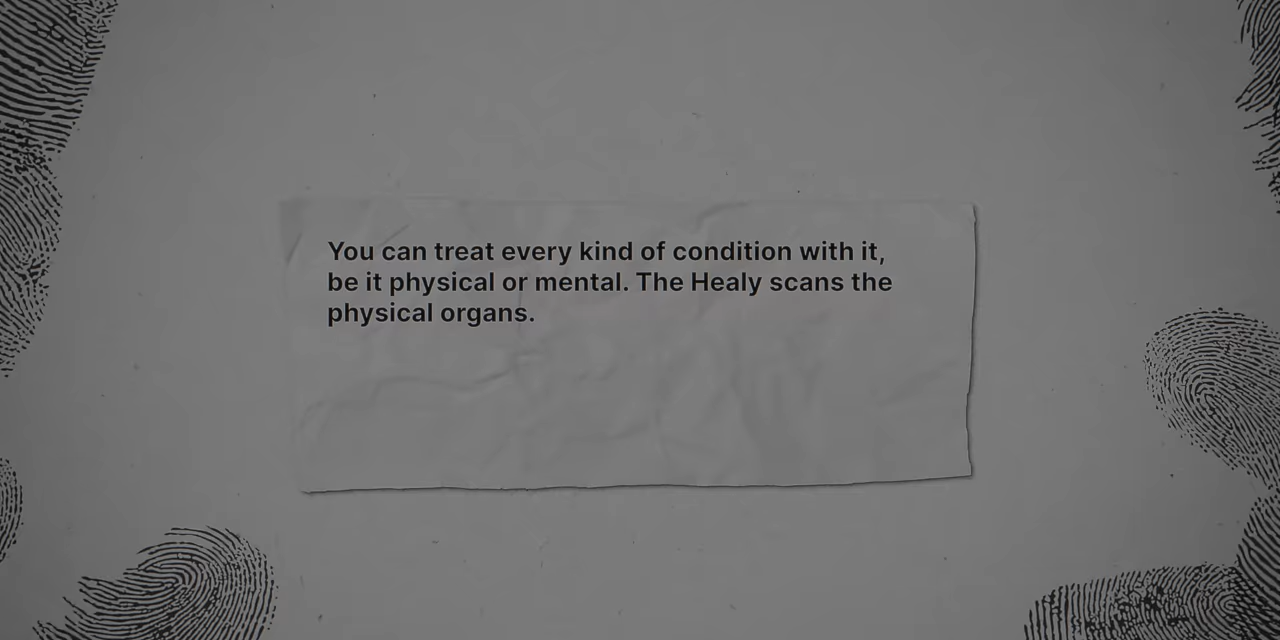 You can treat every kind of condition with it,
be it physical or mental. The Healy scans the
physical organs.